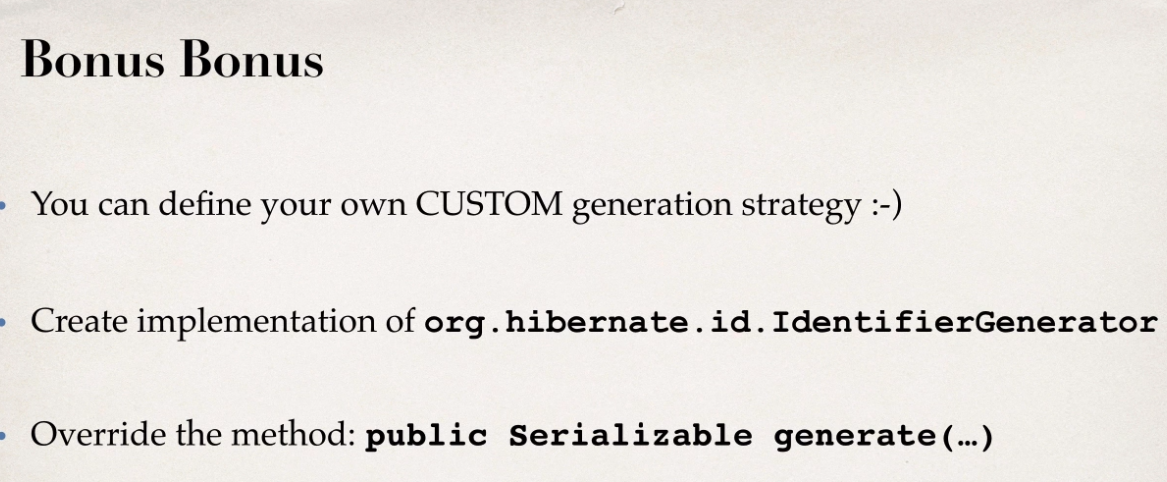 Bonus Bonus
• You can define your own CUSTOM generation strategy :-)
• Create implementation of org.hibernate.id.IdentifierGenerator
• Override the method: public Serializable generate(…)